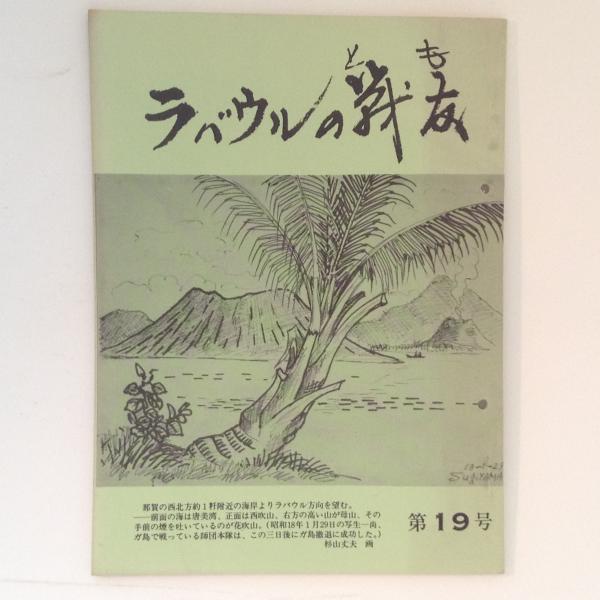 ラバウルの戦友
とも
18-1-29
SUGIYAMA
那賀の西北方約1粁附近の海岸よりラバウル方向を望む。
――前面の海は唐美湾、正面は西吹山、右方の高い山が母山、その
手前の煙を吐いているのが花吹山。(昭和18年1月29日の写生―尚、
ガ島で戦っている師団本隊は、この三日後にガ島撤退に成功した。)
杉山丈夫 画
第19号